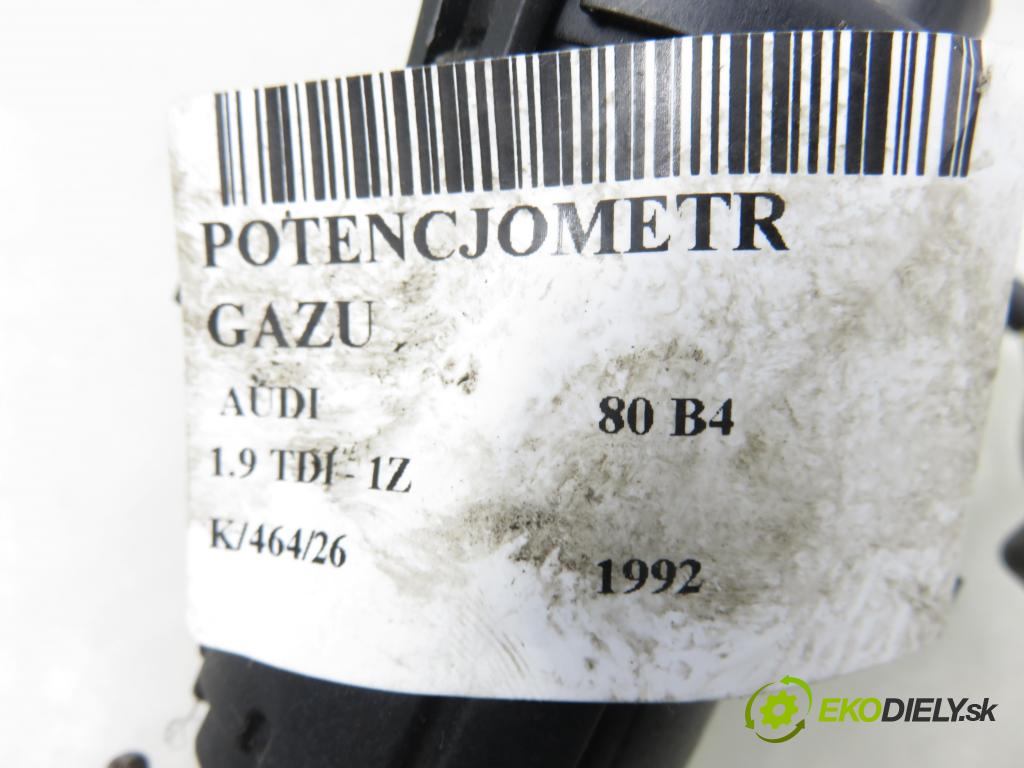 POTENCJOMETR
GAZU
AUDI 80 B4
1.9 TDI - 1Z
K/464/26
1992
EKODIELY.sk